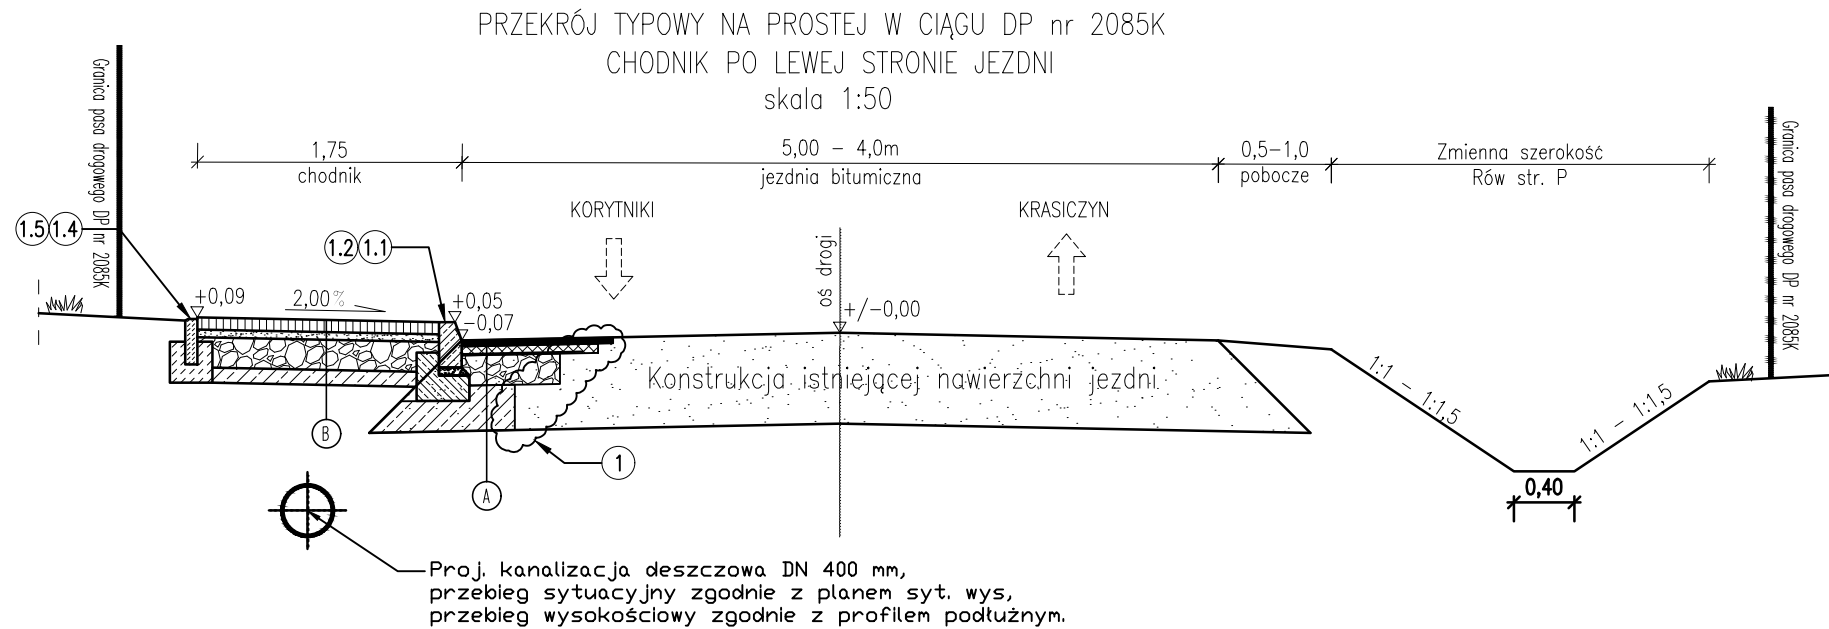 PRZEKRÓJ TYPOWY NA PROSTEJ W CIĄGU DP nr 2085K
CHODNIK PO LEWEJ STRONIE JEZDNI
skala 1:50
Granica pasa drogowego DP nr 2085K
1,75
chodnik
5,00 - 4,0m
jezdnia bitumiczna
0,5-1,0
pobocze
Zmienna szerokość
Rów str. P
Granica pasa drogowego DP nr 2085K
KORYTNIKI
KRASICZYN
oś drogi
1.5 1.4
1.2 1.1
+0,09
2,00%
+0,05
-0,07
+/-0,00
Konstrukcja istniejącej nawierzchni jezdni
1:1 - 1:1,5
1:1 - 1:1,5
B
1
A
0,40
Proj. kanalizacja deszczowa DN 400 mm,
przebieg sytuacyjny zgodnie z planem syt. wys,
przebieg wysokościowy zgodnie z profilem podłużnym.